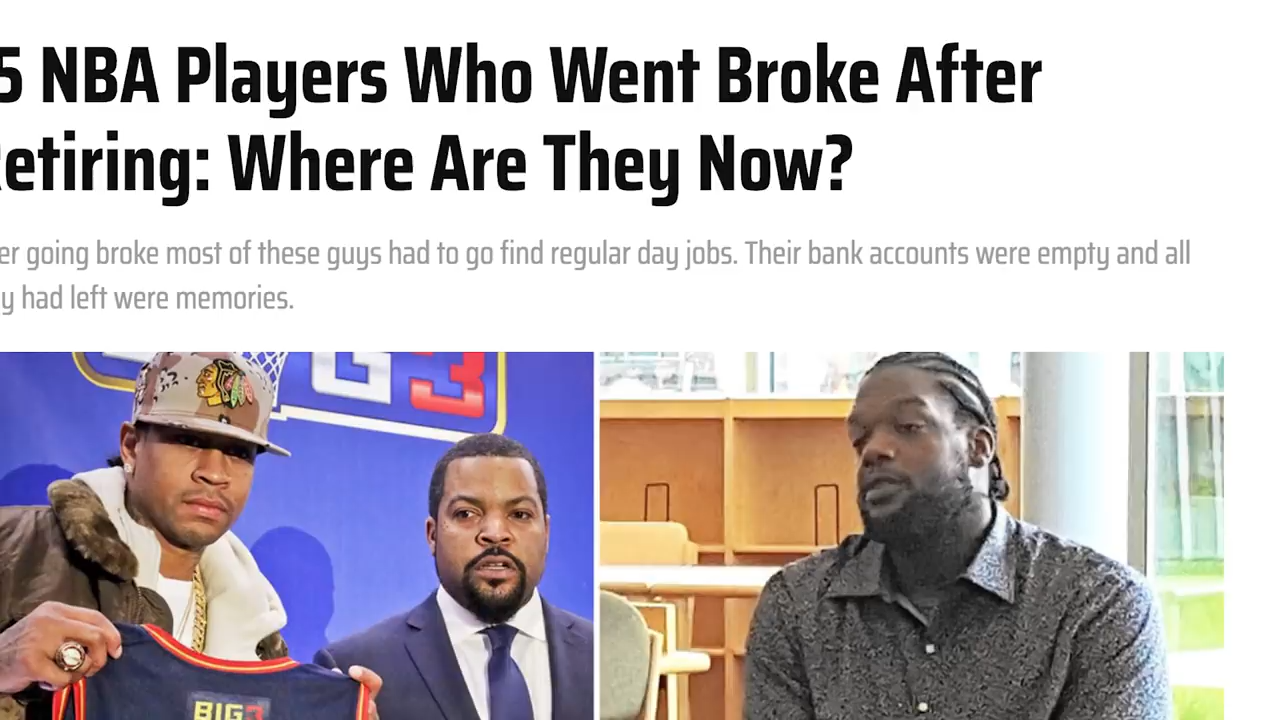 5 NBA Players Who Went Broke After
etiring: Where Are They Now?
er going broke most of these guys had to go find regular day jobs. Their bank accounts were empty and all
y had left were memories.
G3
BIG3